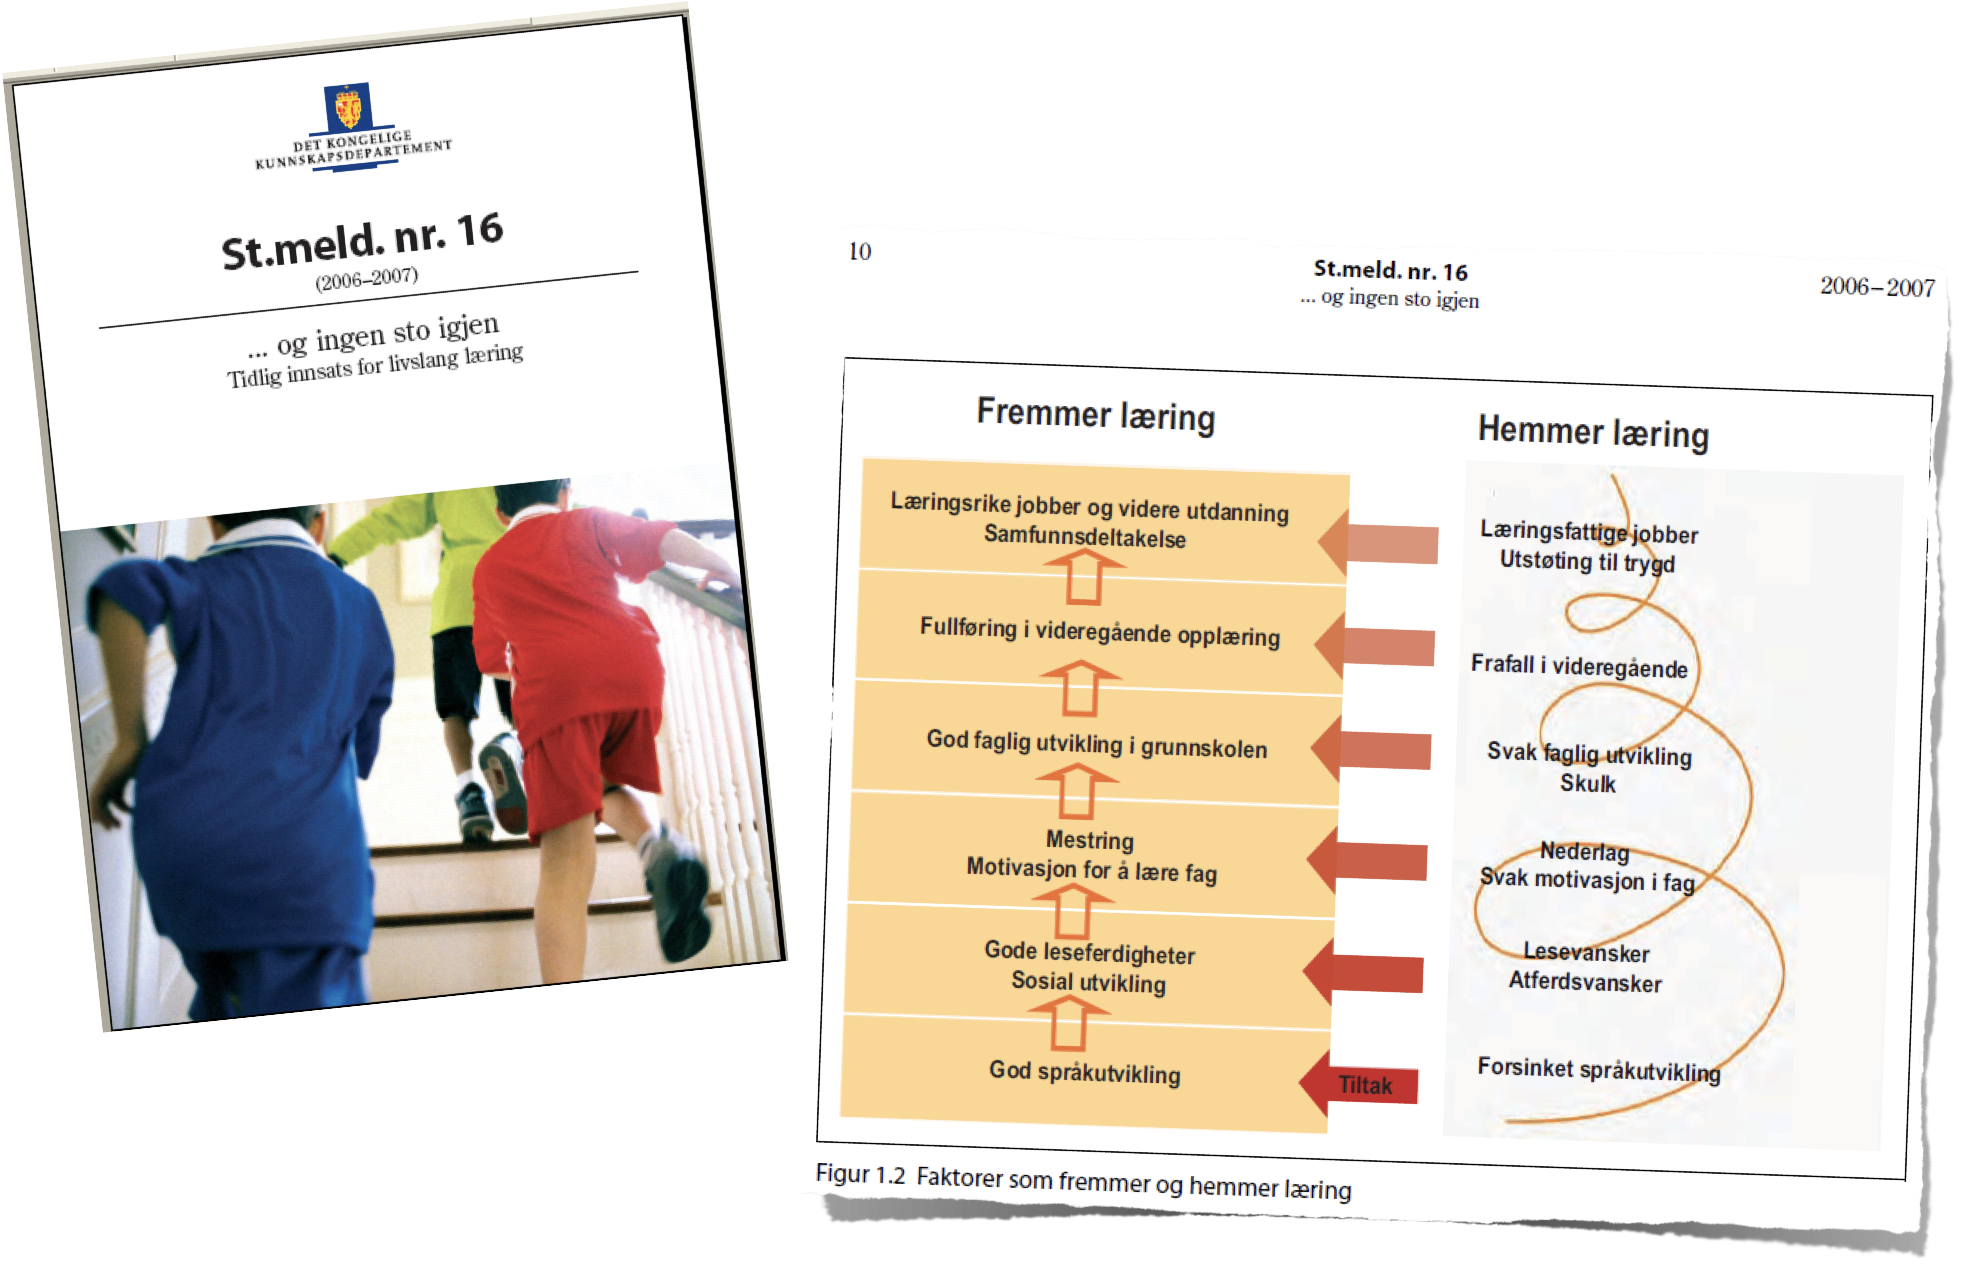 DET KONGELIGE
KUNNSKAPSDEPARTEMENT
St.meld. nr. 16
(2006–2007)
... og ingen sto igjen
Tidlig innsats for livslang læring
10
St.meld. nr. 16
... og ingen sto igjen
2006–2007
Fremmer læring
Hemmer læring
Læringsrike jobber og videre utdanning
Samfunnsdeltakelse
Læringsfattige jobber
Utstøting til trygd
Fullføring i videregående opplæring
Frafall i videregående
God faglig utvikling i grunnskolen
Svak faglig utvikling
Skulk
Mestring
Motivasjon for å lære fag
Nederlag
Svak motivasjon i fag
Gode leseferdigheter
Sosial utvikling
Lesevansker
Atferdsvansker
God språkutvikling
Tiltak
Forsinket språkutvikling
Figur 1.2 Faktorer som fremmer og hemmer læring